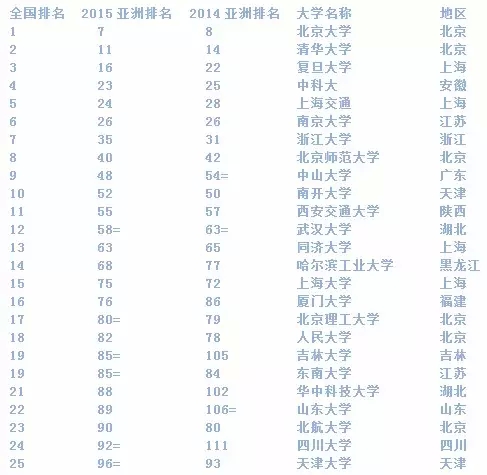 全国排名 2015亚洲排名 2014亚洲排名 大学名称 地区
1 7 8 北京大学 北京
2 11 14 清华大学 北京
3 16 22 复旦大学 上海
4 23 25 中科大 安徽
5 24 28 上海交通 上海
6 26 26 南京大学 江苏
7 35 31 浙江大学 浙江
8 40 42 北京师范大学 北京
9 48 54= 中山大学 广东
10 52 50 南开大学 天津
11 55 57 西安交通大学 陕西
12 58= 63= 武汉大学 湖北
13 63 65 同济大学 上海
14 68 77 哈尔滨工业大学 黑龙江
15 75 72 上海大学 上海
16 76 86 厦门大学 福建
17 80= 79 北京理工大学 北京
18 82 78 人民大学 北京
19 85= 105 吉林大学 吉林
19 85= 84 东南大学 江苏
21 88 102 华中科技大学 湖北
22 89 106= 山东大学 山东
23 90 80 北航大学 北京
24 92= 111 四川大学 四川
25 96= 93 天津大学 天津